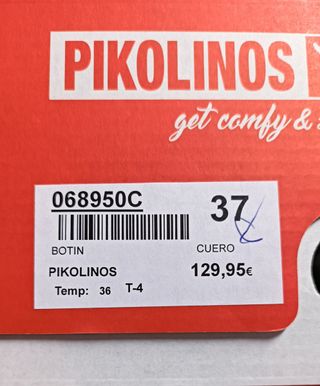 PIKOLINOS
get comfy &
068950C 37
BOTIN CUERO
PIKOLINOS 129,95€
Temp: 36 T-4